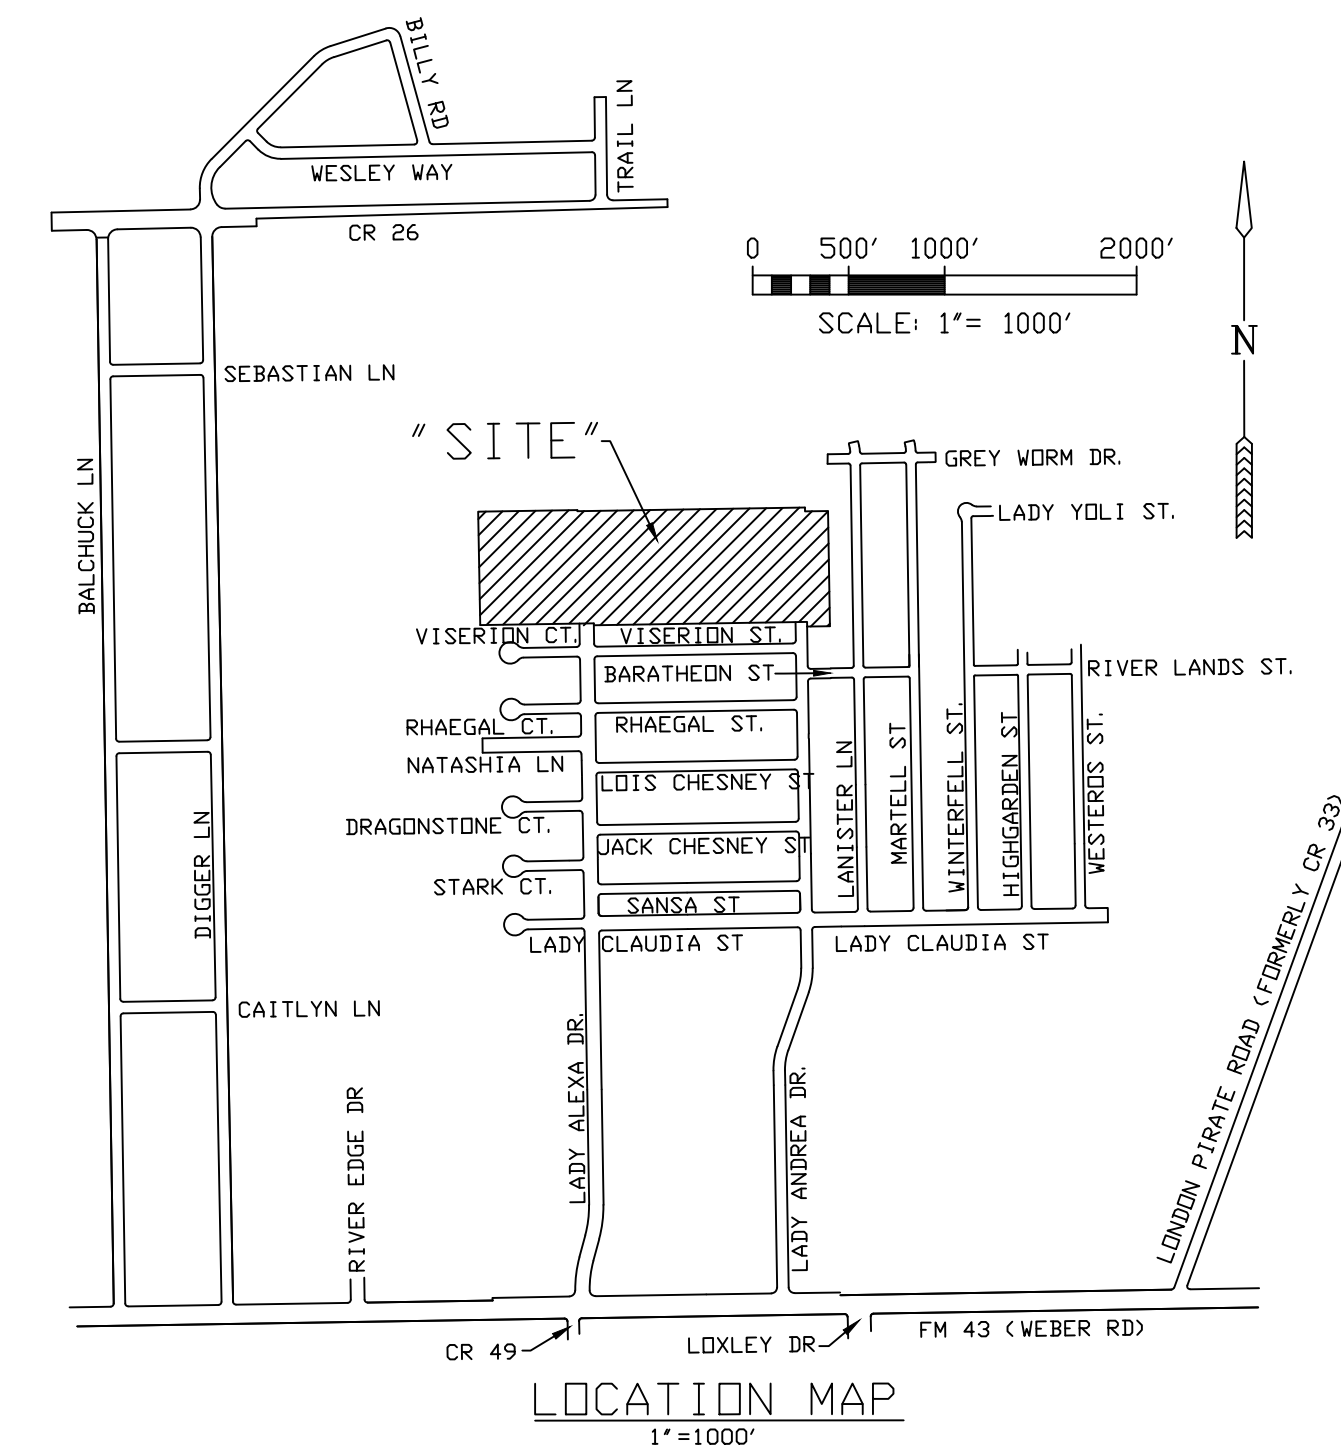 BILLY RD
TRAIL LN
WESLEY WAY
CR 26
0 500' 1000' 2000'
SCALE: 1"= 1000'
N
SEBASTIAN LN
"SITE"
GREY WORM DR.
LADY YOLI ST.
BALCHUCK LN
VISERION CT.
VISERION ST.
BARATHEON ST
RIVER LANDS ST.
RHAEGAL CT.
RHAEGAL ST.
NATASHIA LN
LOIS CHESNEY ST
LANISTER LN
MARTELL ST
WINTERFELL ST.
HIGHGARDEN ST
WESTEROS ST.
DRAGONSTONE CT.
JACK CHESNEY ST
DIGGER LN
STARK CT.
SANSA ST
LADY CLAUDIA ST
LADY CLAUDIA ST
CAITLYN LN
LONDON PIRATE ROAD (FORMERLY CR 33)
LADY ALEXA DR.
LADY ANDREA DR.
RIVER EDGE DR
CR 49
LOXLEY DR
FM 43 (WEBER RD)
LOCATION MAP
1"=1000'